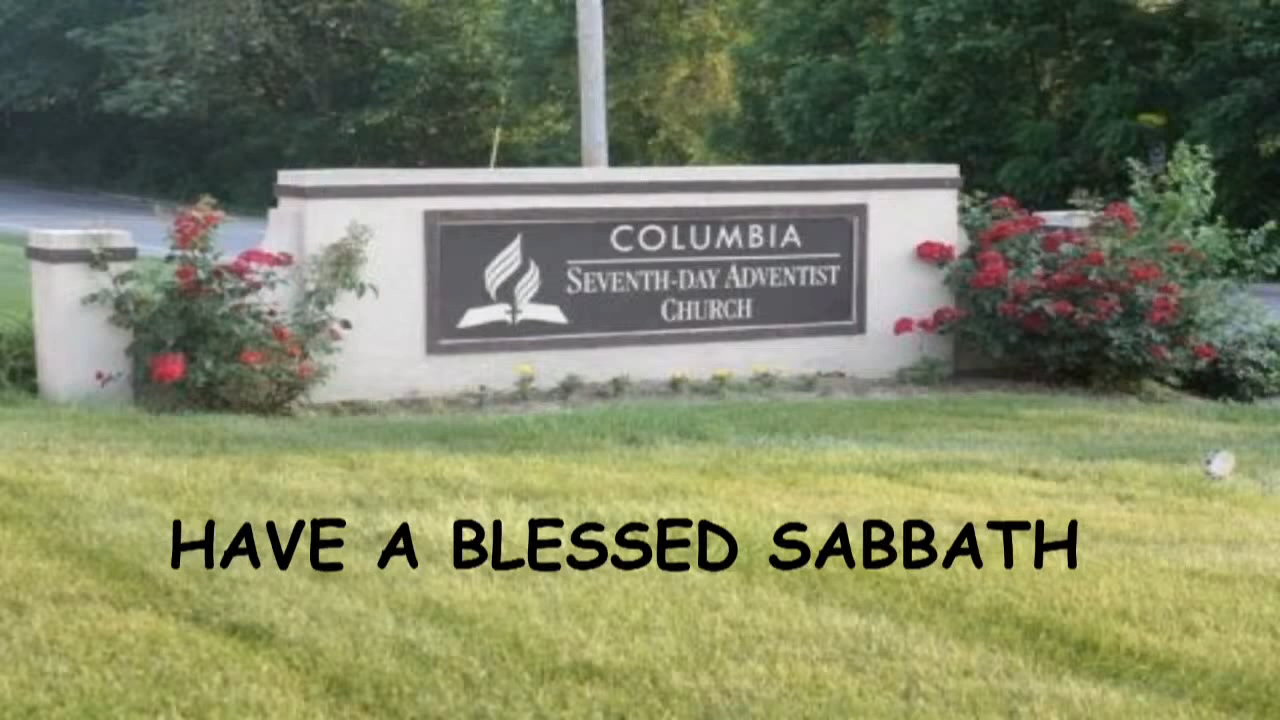 COLUMBIA
SEVENTH-DAY ADVENTIST
CHURCH
HAVE A BLESSED SABBATH